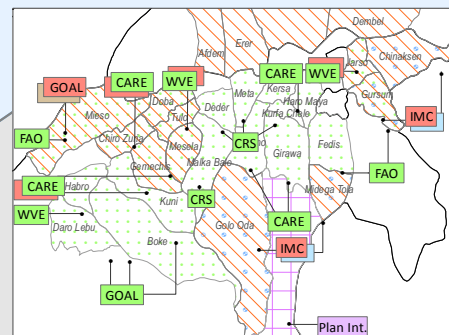 Dembel
Erer
Afdem
Chinaksen
Jarso
GOAL
CARE
WVE
CARE
WVE
Kersa
Meta
Doba
Deder
Haro Maya
Gursum
Mieso
Tulo
Kurfa Chale
IMC
FAO
Chiro Zuria
CRS
Mesela
Girawa
Fedis
Malka Balo
Gemechis
FAO
CARE
Habro
Midega Tola
CRS
Kuni
WVE
CARE
Daro Lebu
Golo Oda
Boke
IMC
GOAL
Plan Int.